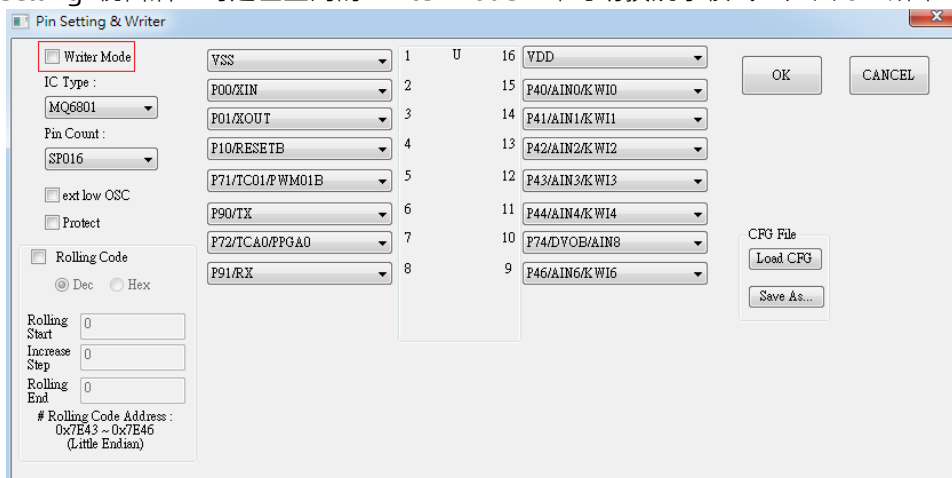 Pin Setting & Writer
Writer Mode
IC Type :
MQ6801
Pin Count :
SP016
ext low OSC
Protect
Rolling Code
Dec Hex
Rolling Start 0
Increase Step 0
Rolling End 0
# Rolling Code Address :
0x7E43 ~ 0x7E46
(Little Endian)
VSS 1 U 16 VDD
P00/XIN 2 15 P40/AIN0/KWI0
P01/XOUT 3 14 P41/AIN1/KWI1
P10/RESETB 4 13 P42/AIN2/KWI2
P71/TC01/PWM01B 5 12 P43/AIN3/KWI3
P90/TX 6 11 P44/AIN4/KWI4
P72/TCA0/PPGA0 7 10 P74/DVOB/AIN8
P91/RX 8 9 P46/AIN6/KWI6
OK CANCEL
CFG File
Load CFG
Save As...